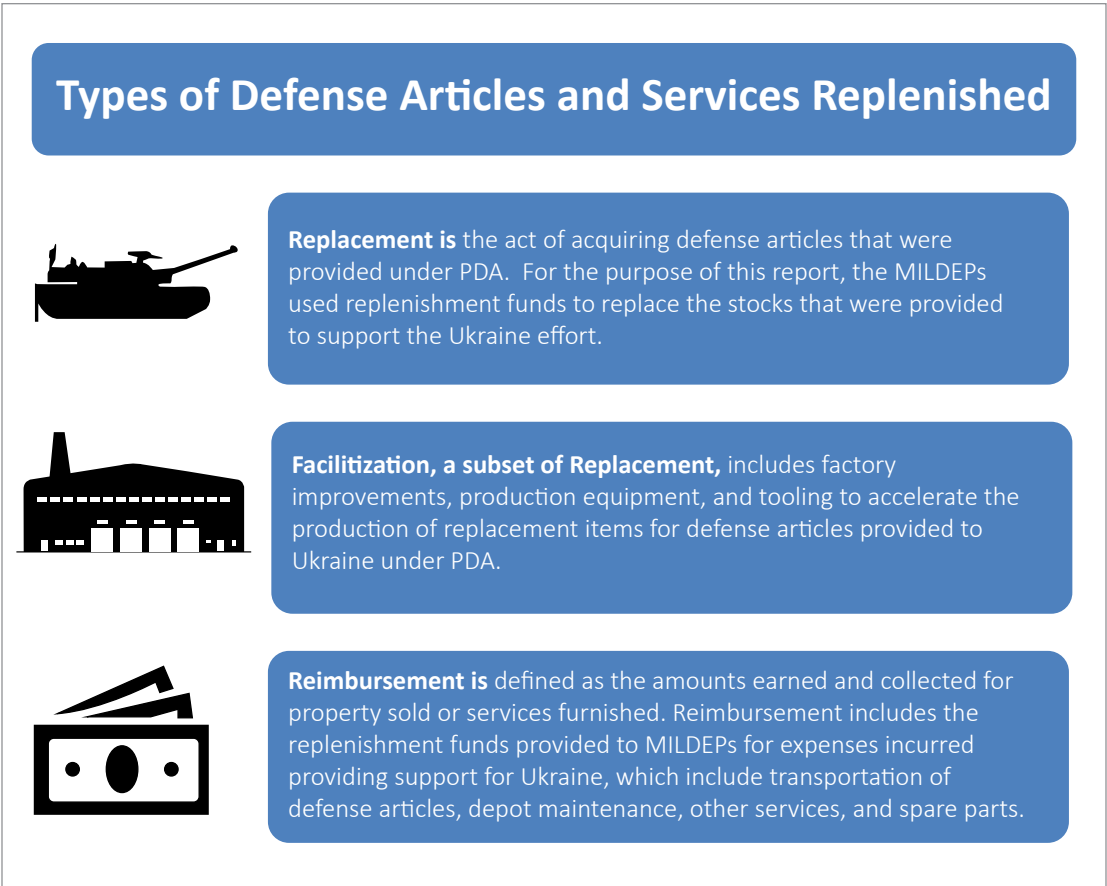 Types of Defense Articles and Services Replenished
Replacement is the act of acquiring defense articles that were
provided under PDA.  For the purpose of this report, the MILDEPs
used replenishment funds to replace the stocks that were provided
to support the Ukraine effort.
Facilitization, a subset of Replacement, includes factory
improvements, production equipment, and tooling to accelerate the
production of replacement items for defense articles provided to
Ukraine under PDA.
Reimbursement is defined as the amounts earned and collected for
property sold or services furnished. Reimbursement includes the
replenishment funds provided to MILDEPs for expenses incurred
providing support for Ukraine, which include transportation of
defense articles, depot maintenance, other services, and spare parts.